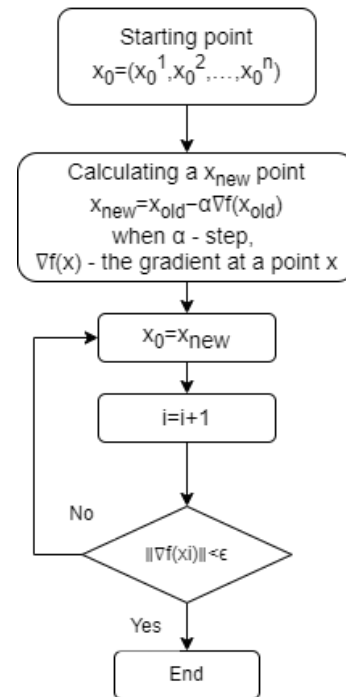 Starting point
x₀=(x₀¹,x₀²,...,x₀ⁿ)
Calculating a xnew point
xnew=xold−α∇f(xold)
when α - step,
∇f(x) - the gradient at a point x
x₀=xnew
i=i+1
No
||∇f(xi)||<ϵ
Yes
End